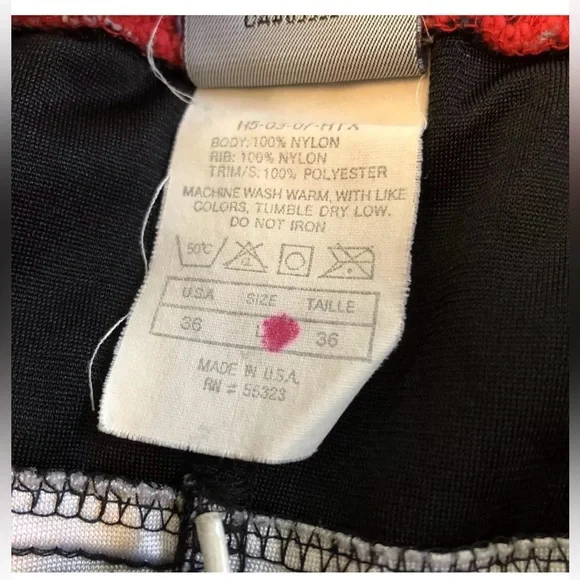 H5-03-07-HTX
BODY: 100% NYLON
RIB: 100% NYLON
TRIM/S: 100% POLYESTER
MACHINE WASH WARM, WITH LIKE
COLORS, TUMBLE DRY LOW.
DO NOT IRON
50°C
U.S.A SIZE TAILLE
36 L 36
MADE IN U.S.A.
RN # 55323